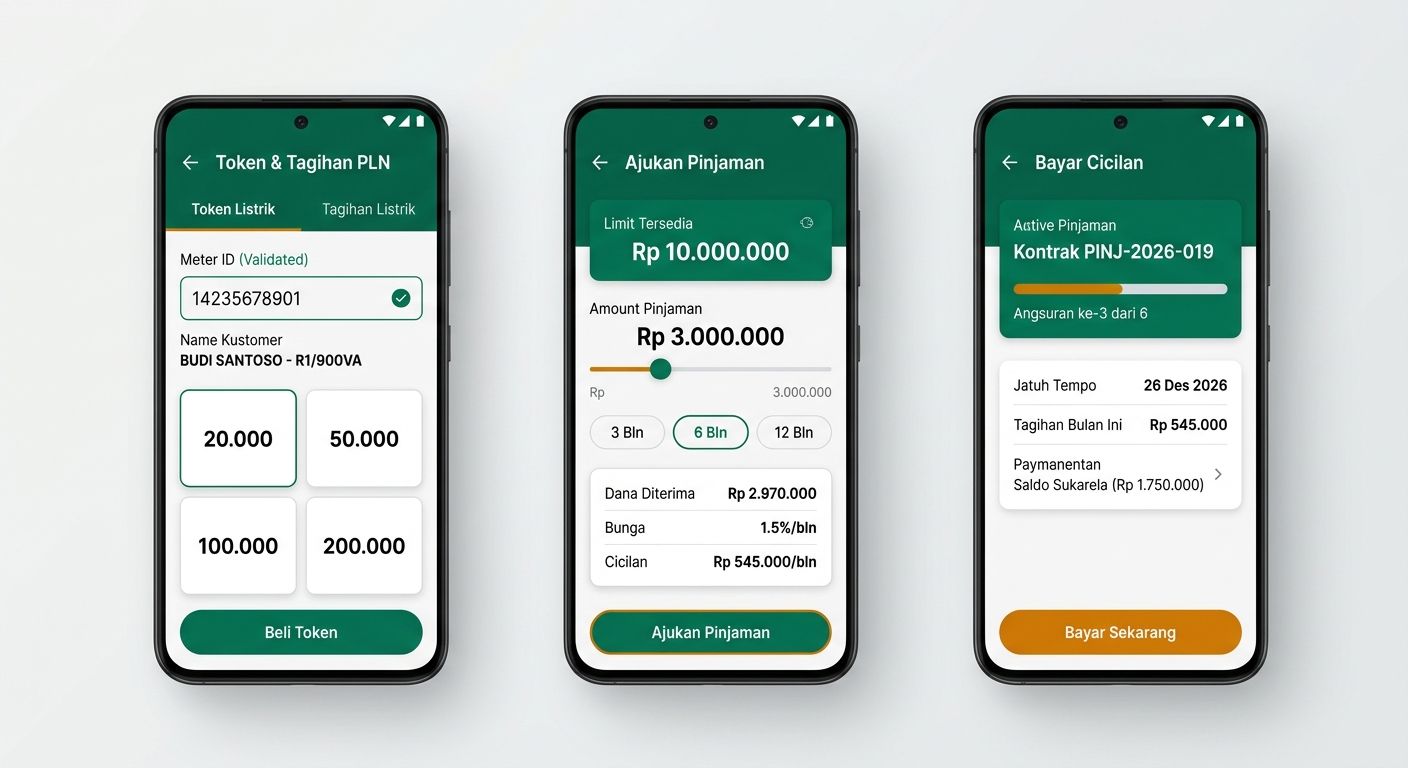 Token & Tagihan PLN
Token Listrik
Tagihan Listrik
Meter ID (Validated)
14235678901
Name Kustomer
BUDI SANTOSO - R1/900VA
20.000
50.000
100.000
200.000
Beli Token
Ajukan Pinjaman
Limit Tersedia
Rp 10.000.000
Amount Pinjaman
Rp 3.000.000
Rp
3.000.000
3 Bln
6 Bln
12 Bln
Dana Diterima Rp 2.970.000
Bunga 1.5%/bln
Cicilan Rp 545.000/bln
Ajukan Pinjaman
Bayar Cicilan
Active Pinjaman
Kontrak PINJ-2026-019
Angsuran ke-3 dari 6
Jatuh Tempo 26 Des 2026
Tagihan Bulan Ini Rp 545.000
Paymanentan
Saldo Sukarela (Rp 1.750.000)
Bayar Sekarang